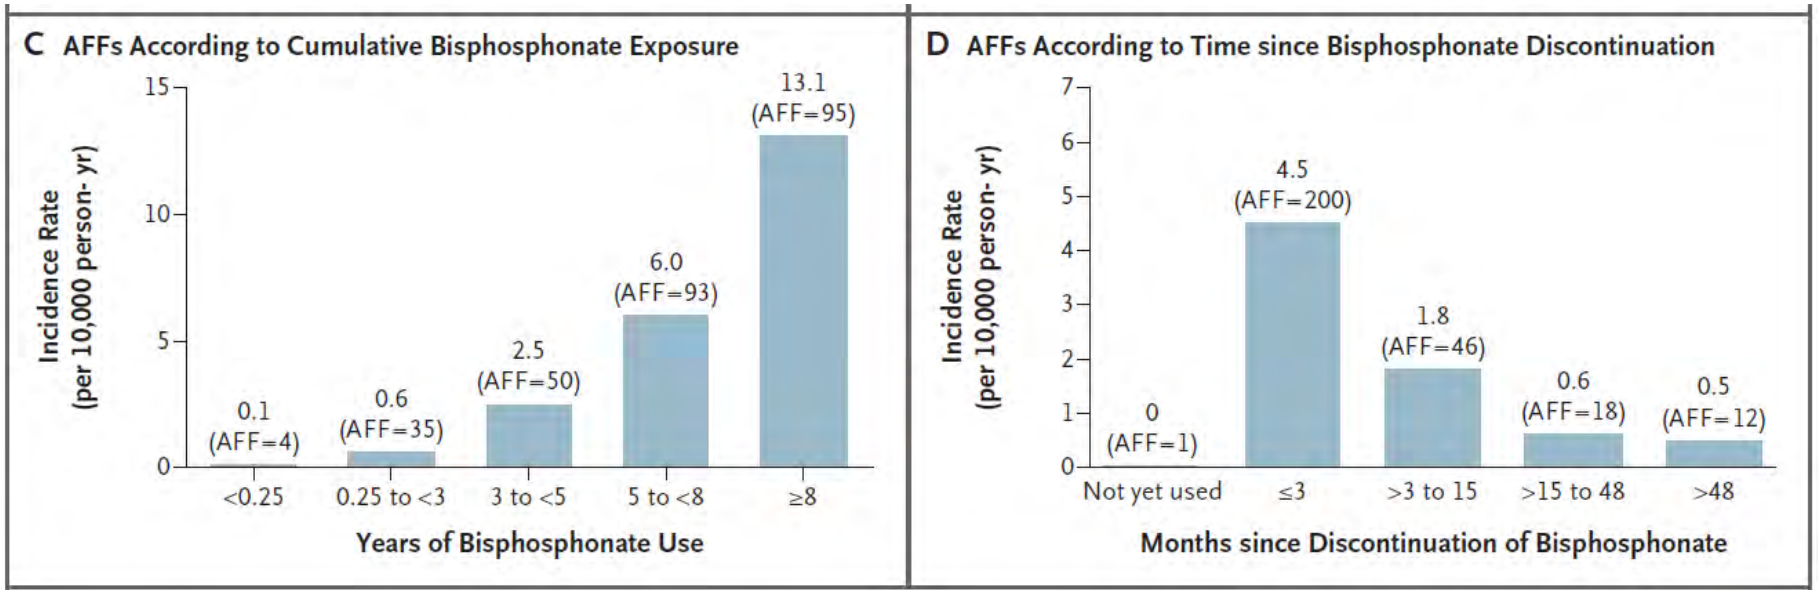 C AFFs According to Cumulative Bisphosphonate Exposure
Incidence Rate
(per 10,000 person- yr)
15
10
5
0
0.1
(AFF=4)
0.6
(AFF=35)
2.5
(AFF=50)
6.0
(AFF=93)
13.1
(AFF=95)
<0.25
0.25 to <3
3 to <5
5 to <8
≥8
Years of Bisphosphonate Use
D AFFs According to Time since Bisphosphonate Discontinuation
Incidence Rate
(per 10,000 person- yr)
7
6
5
4
3
2
1
0
0
(AFF=1)
4.5
(AFF=200)
1.8
(AFF=46)
0.6
(AFF=18)
0.5
(AFF=12)
Not yet used
≤3
>3 to 15
>15 to 48
>48
Months since Discontinuation of Bisphosphonate